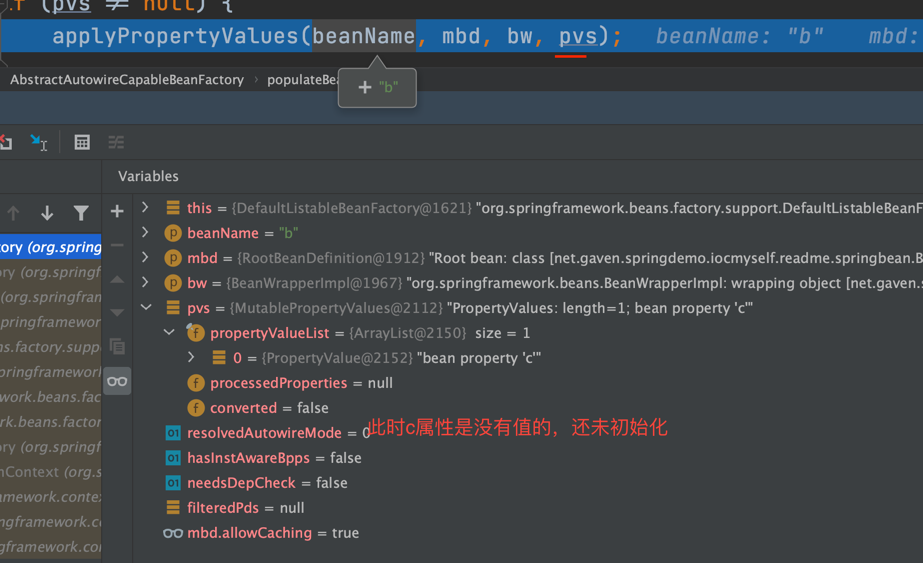 .f (pvs ≠ null) {
applyPropertyValues(beanName, mbd, bw, pvs); beanName: "b" mbd:
AbstractAutowireCapableBeanFactory › populateBea
+ "b"
Variables
this = {DefaultListableBeanFactory@1621} "org.springframework.beans.factory.support.DefaultListableBeanF
ory (org.springf
beanName = "b"
ory (org.springf
mbd = {RootBeanDefinition@1912} "Root bean: class [net.gaven.springdemo.iocmyself.readme.springbean.B
bw = {BeanWrapperImpl@1967} "org.springframework.beans.BeanWrapperImpl: wrapping object [net.gaven.s
(org.springfram
pvs = {MutablePropertyValues@2112} "PropertyValues: length=1; bean property 'c'"
springframewor
propertyValueList = {ArrayList@2150} size = 1
ns.factory.supp
0 = {PropertyValue@2152} "bean property 'c'"
springframewor
processedProperties = null
work.beans.fac
converted = false
rk.beans.factor
resolvedAutowireMode = 0
此时c属性是没有值的，还未初始化
ory (org.springf
hasInstAwareBpps = false
nContext (org.s
needsDepCheck = false
amework.conte
filteredPds = null
ngframework.co
mbd.allowCaching = true
ngframework.co